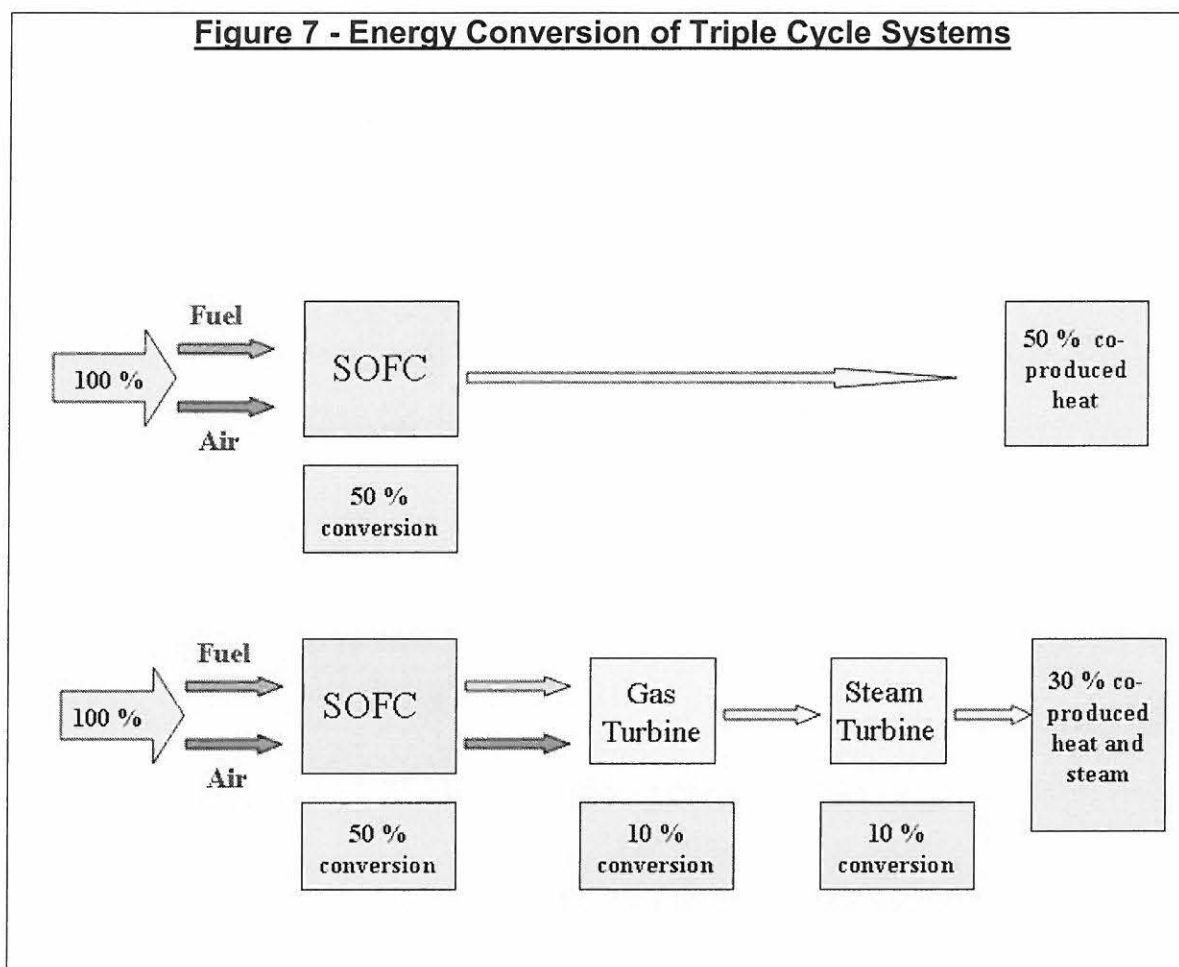 Figure 7 - Energy Conversion of Triple Cycle Systems
Fuel
100 %
Air
SOFC
50 %
conversion
50 % co-
produced
heat
Fuel
100 %
Air
SOFC
50 %
conversion
Gas
Turbine
10 %
conversion
Steam
Turbine
10 %
conversion
30 % co-
produced
heat and
steam